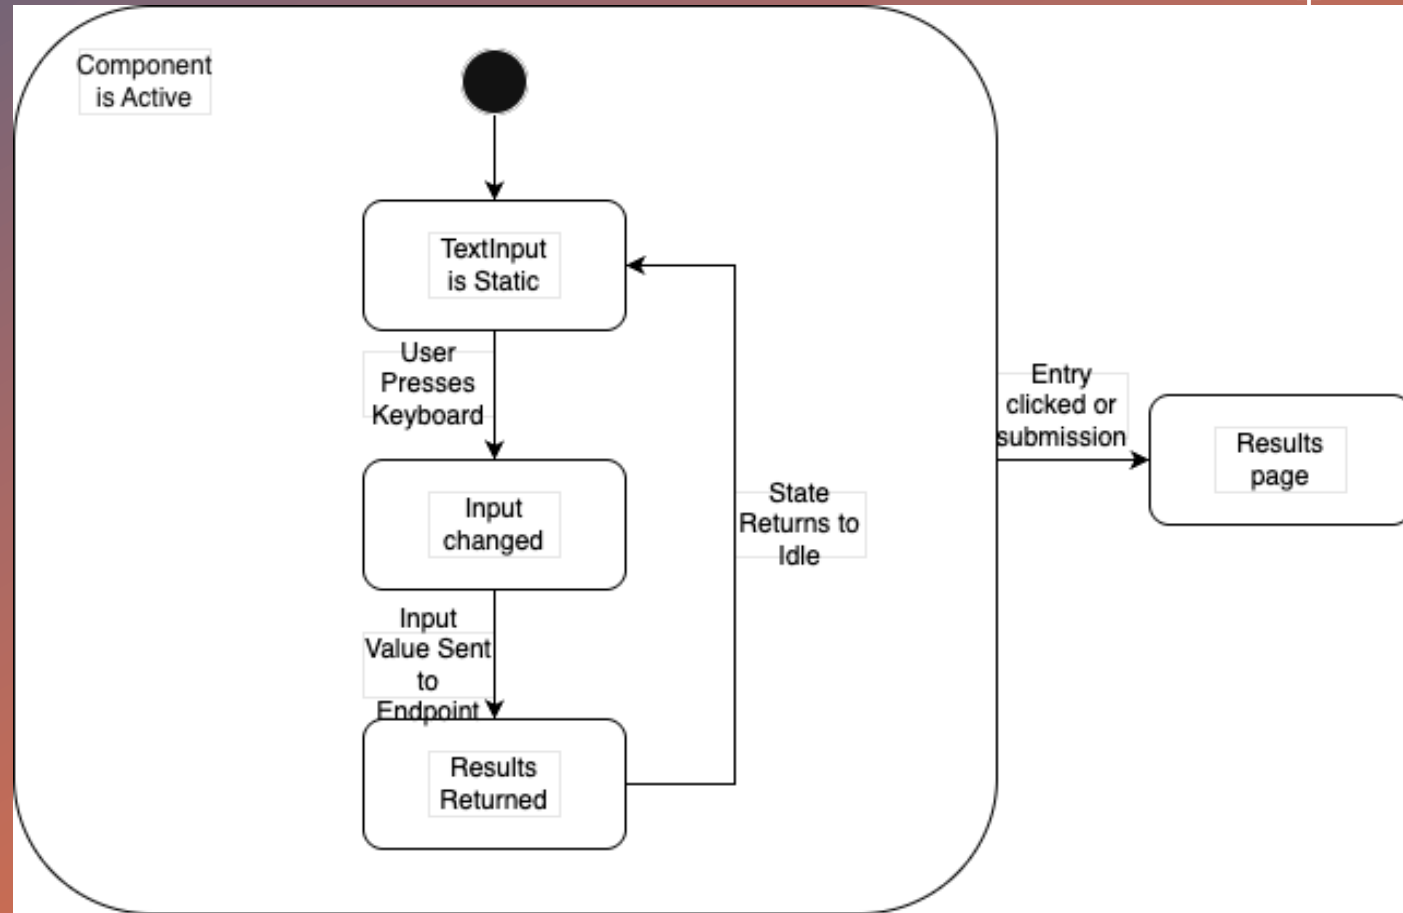 Component
is Active
TextInput
is Static
User
Presses
Keyboard
Input
changed
Input
Value Sent
to
Endpoint
Results
Returned
State
Returns to
Idle
Entry
clicked or
submission
Results
page